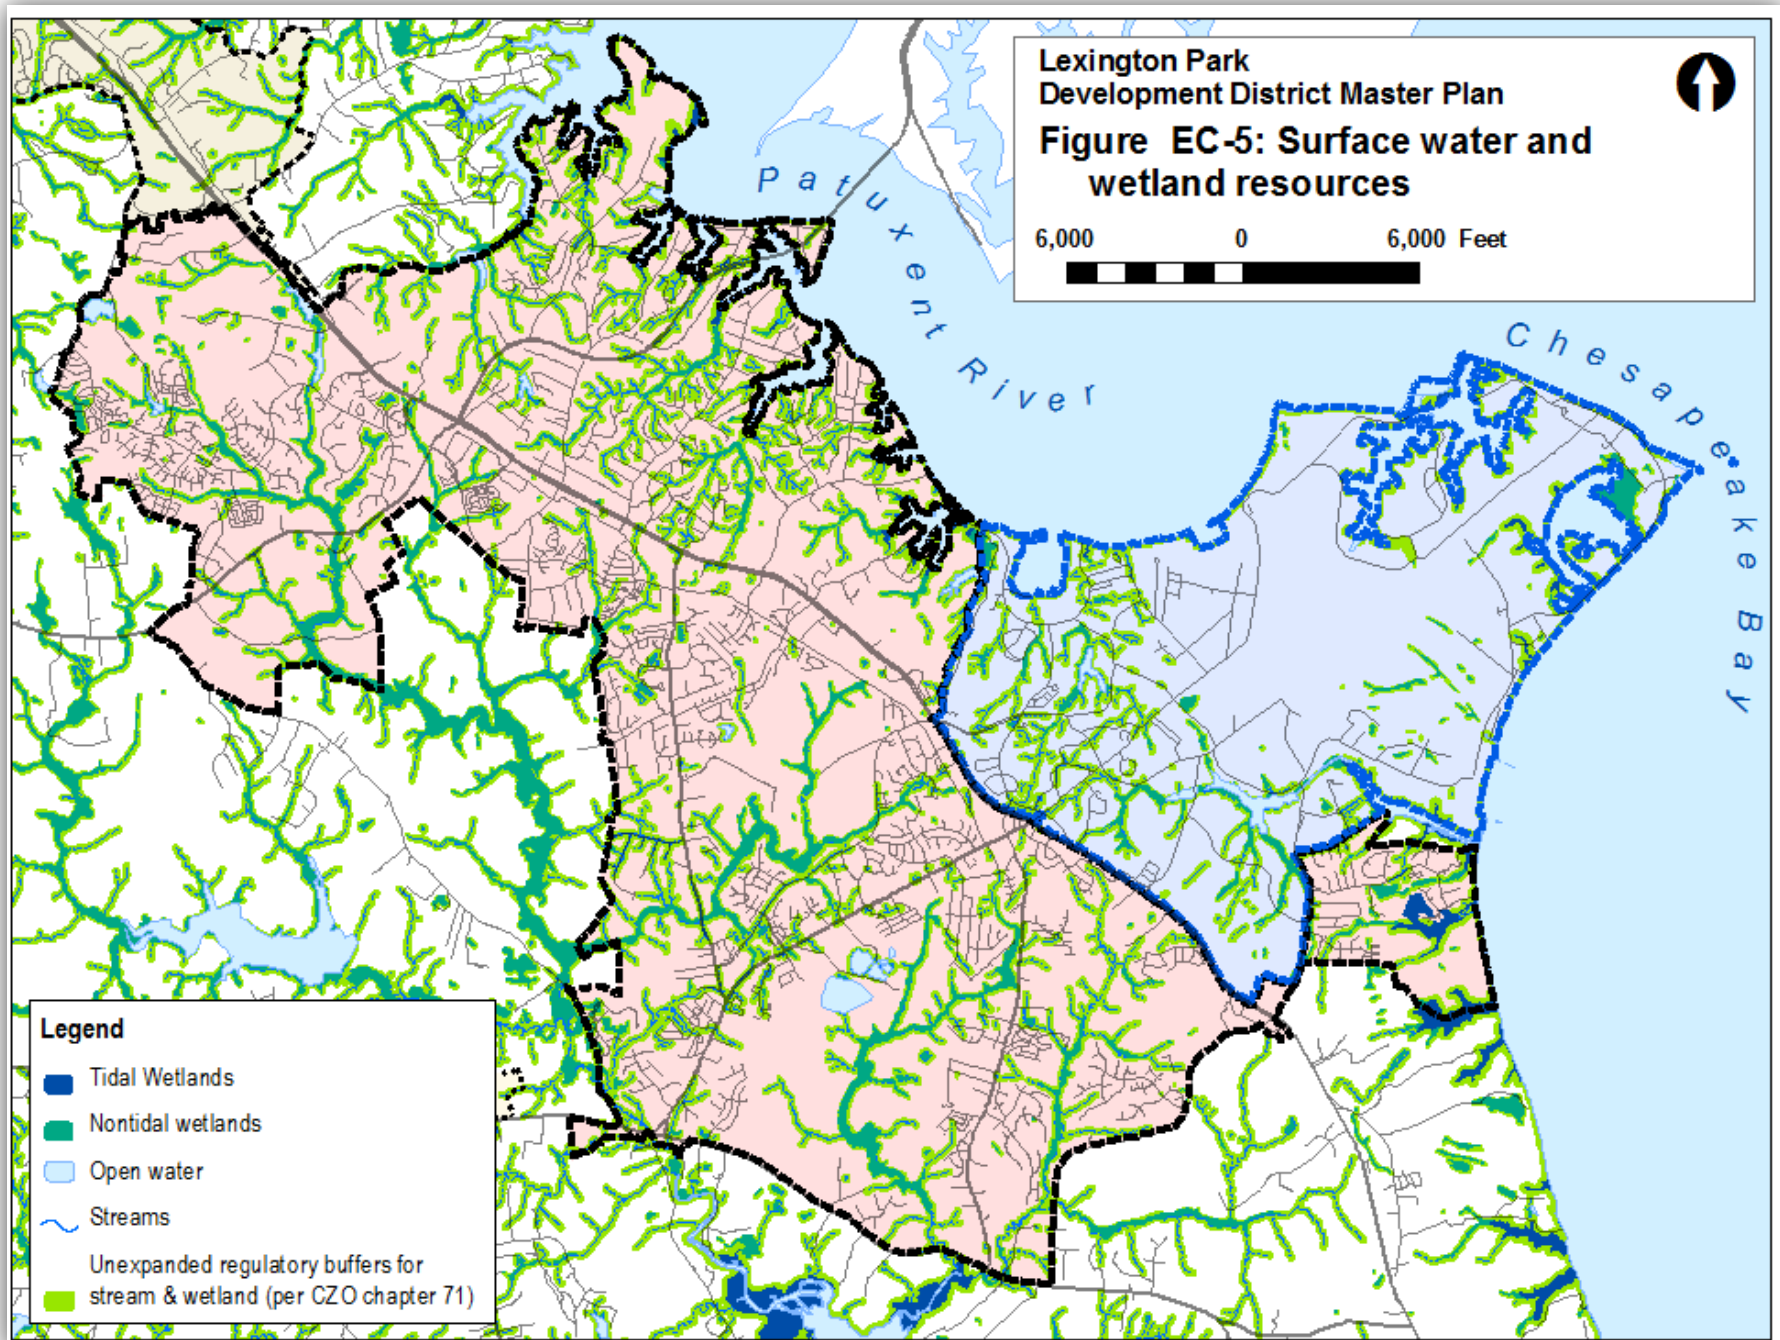 Lexington Park
Development District Master Plan
Figure EC-5: Surface water and
wetland resources
6,000 0 6,000 Feet
Patuxent River
Chesapeake Bay
Legend
Tidal Wetlands
Nontidal wetlands
Open water
Streams
Unexpanded regulatory buffers for
stream & wetland (per CZO chapter 71)